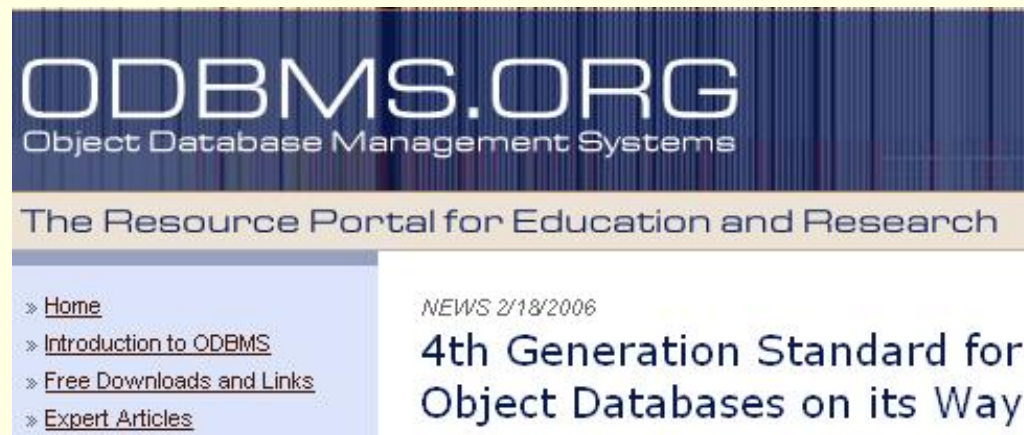 ODBMS.ORG
Object Database Management Systems
The Resource Portal for Education and Research
» Home
» Introduction to ODBMS
» Free Downloads and Links
» Expert Articles
NEWS 2/18/2006
4th Generation Standard for
Object Databases on its Way